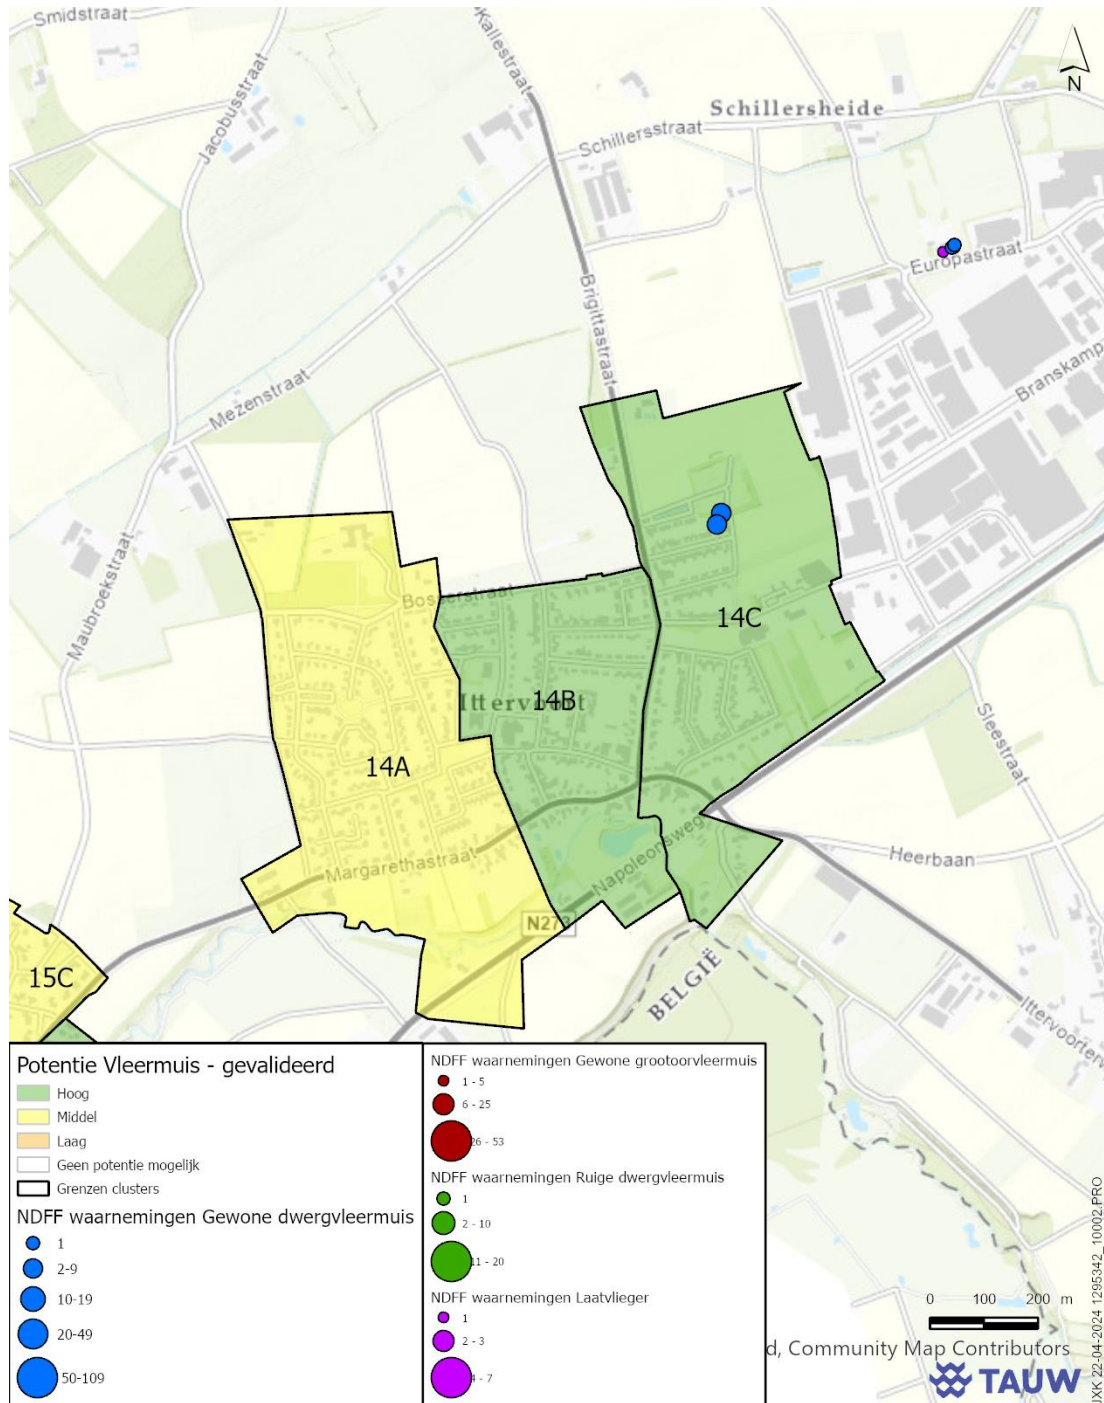 Smidstraat
Kallestraat
Jacobusstraat
N
Schillersheide
Schillersstraat
Europastraat
Brigittastraat
Branskamp
Mezenstraat
Maubroekstraat
14C
Ittervoort
14B
14A
Sleestraat
Margarethastraat
Napoleonsweg
Heerbaan
N273
15C
BELGIË
Potentie Vleermuis - gevalideerd
Hoog
Middel
Laag
Geen potentie mogelijk
Grenzen clusters
NDFF waarnemingen Gewone dwergvleermuis
1
2-9
10-19
20-49
50-109
NDFF waarnemingen Gewone grootoorvleermuis
1 - 5
6 - 25
26 - 53
NDFF waarnemingen Ruige dwergvleermuis
1
2 - 10
11 - 20
NDFF waarnemingen Laatvlieger
1
2 - 3
4 - 7
0 100 200 m
d, Community Map Contributors
TAUW
JXK 22-04-2024 1295342_10002.PRO